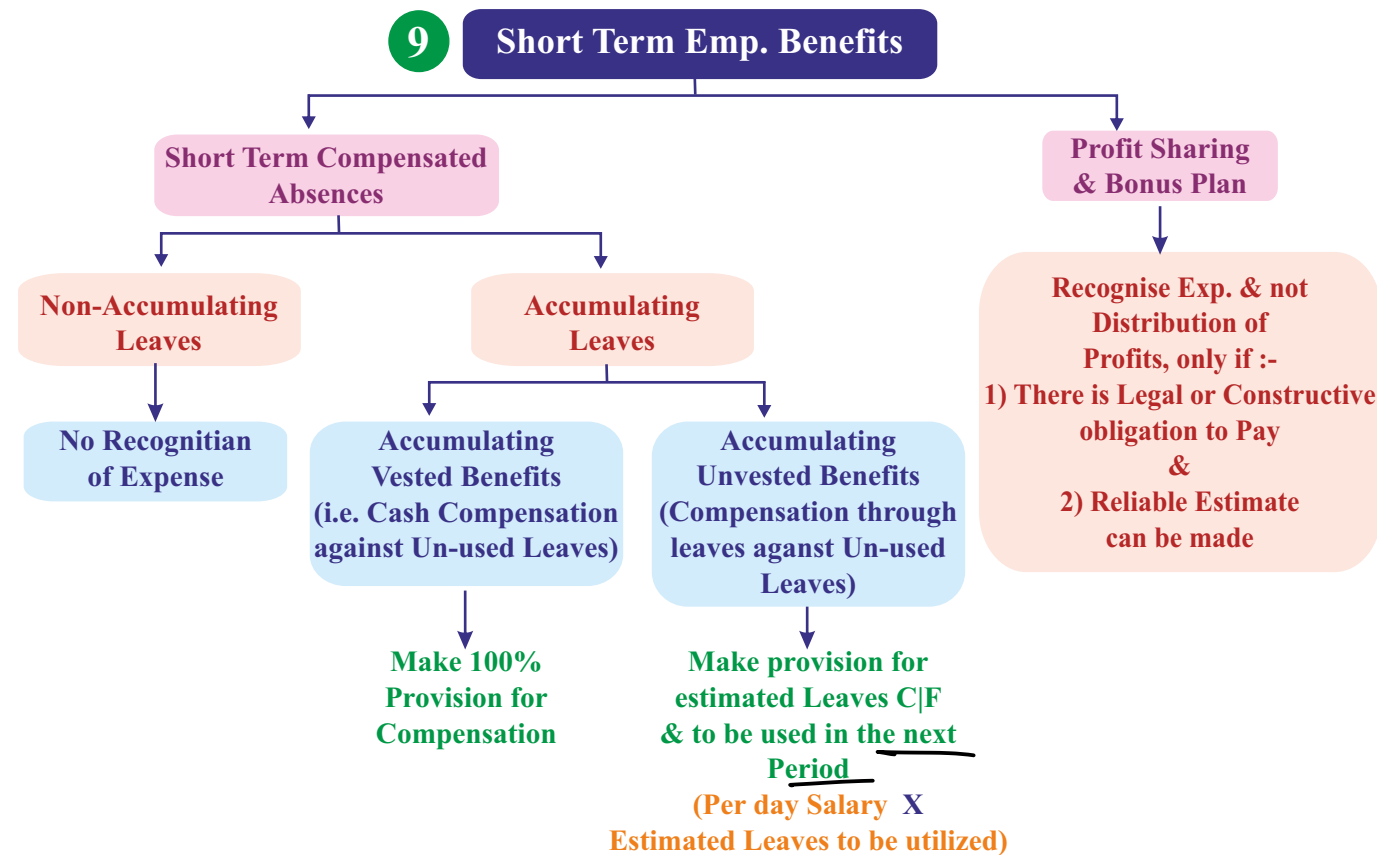 9
Short Term Emp. Benefits
Short Term Compensated
Absences
Profit Sharing
& Bonus Plan
Non-Accumulating
Leaves
Accumulating
Leaves
Recognise Exp. & not
Distribution of
Profits, only if :-
1) There is Legal or Constructive
obligation to Pay
&
2) Reliable Estimate
can be made
No Recognitian
of Expense
Accumulating
Vested Benefits
(i.e. Cash Compensation
against Un-used Leaves)
Accumulating
Unvested Benefits
(Compensation through
leaves aganst Un-used
Leaves)
Make 100%
Provision for
Compensation
Make provision for
estimated Leaves C|F
& to be used in the next
Period
(Per day Salary X
Estimated Leaves to be utilized)